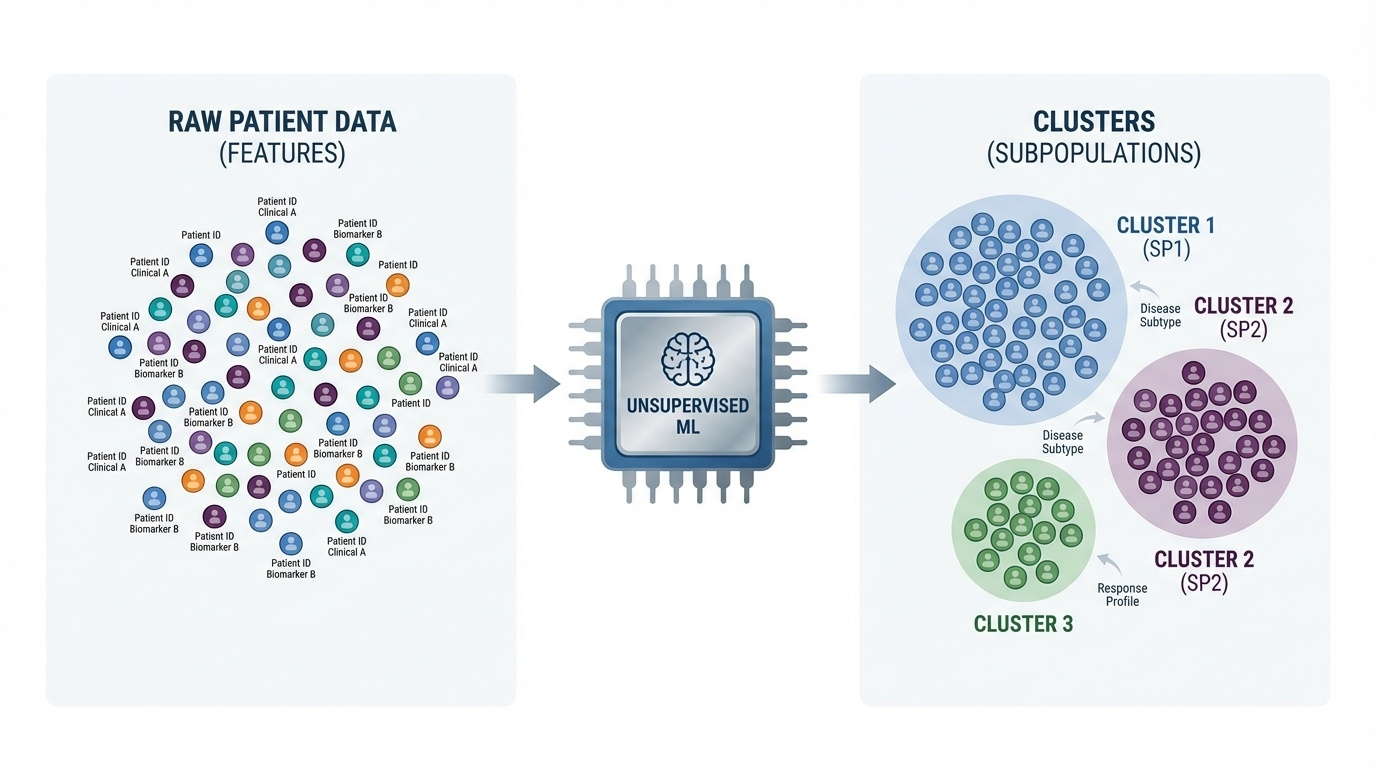 RAW PATIENT DATA
(FEATURES)
Patient ID
Clinical A
Patient ID
Biomarker B
Patient ID
Patient ID
Clinical A
Patient ID
Patient ID
Biomarker B
Patient ID
Clinical A
Patient ID
Clinical A
Patient ID
Biomarker B
Patient ID
Clinical A
Patient ID
Clinical A
Patient ID
Clinical A
Patient ID
Biomarker B
Patient ID
Patient ID
Biomarker B
Patient ID
Biomarker B
Patient ID
Clinical A
Patient ID
Biomarker B
Patient ID
Patient ID
Biomarker B
Patient ID
Biomarker B
Patisnt ID
Biomarker B
Patient ID
Clinical A
Patient ID
Biomarker B
Patient ID
Biomarker B
UNSUPERVISED
ML
CLUSTERS
(SUBPOPULATIONS)
CLUSTER 1
(SP1)
Disease
Subtype
CLUSTER 2
(SP2)
Disease
Subtype
CLUSTER 2
(SP2)
Response
Profile
CLUSTER 3